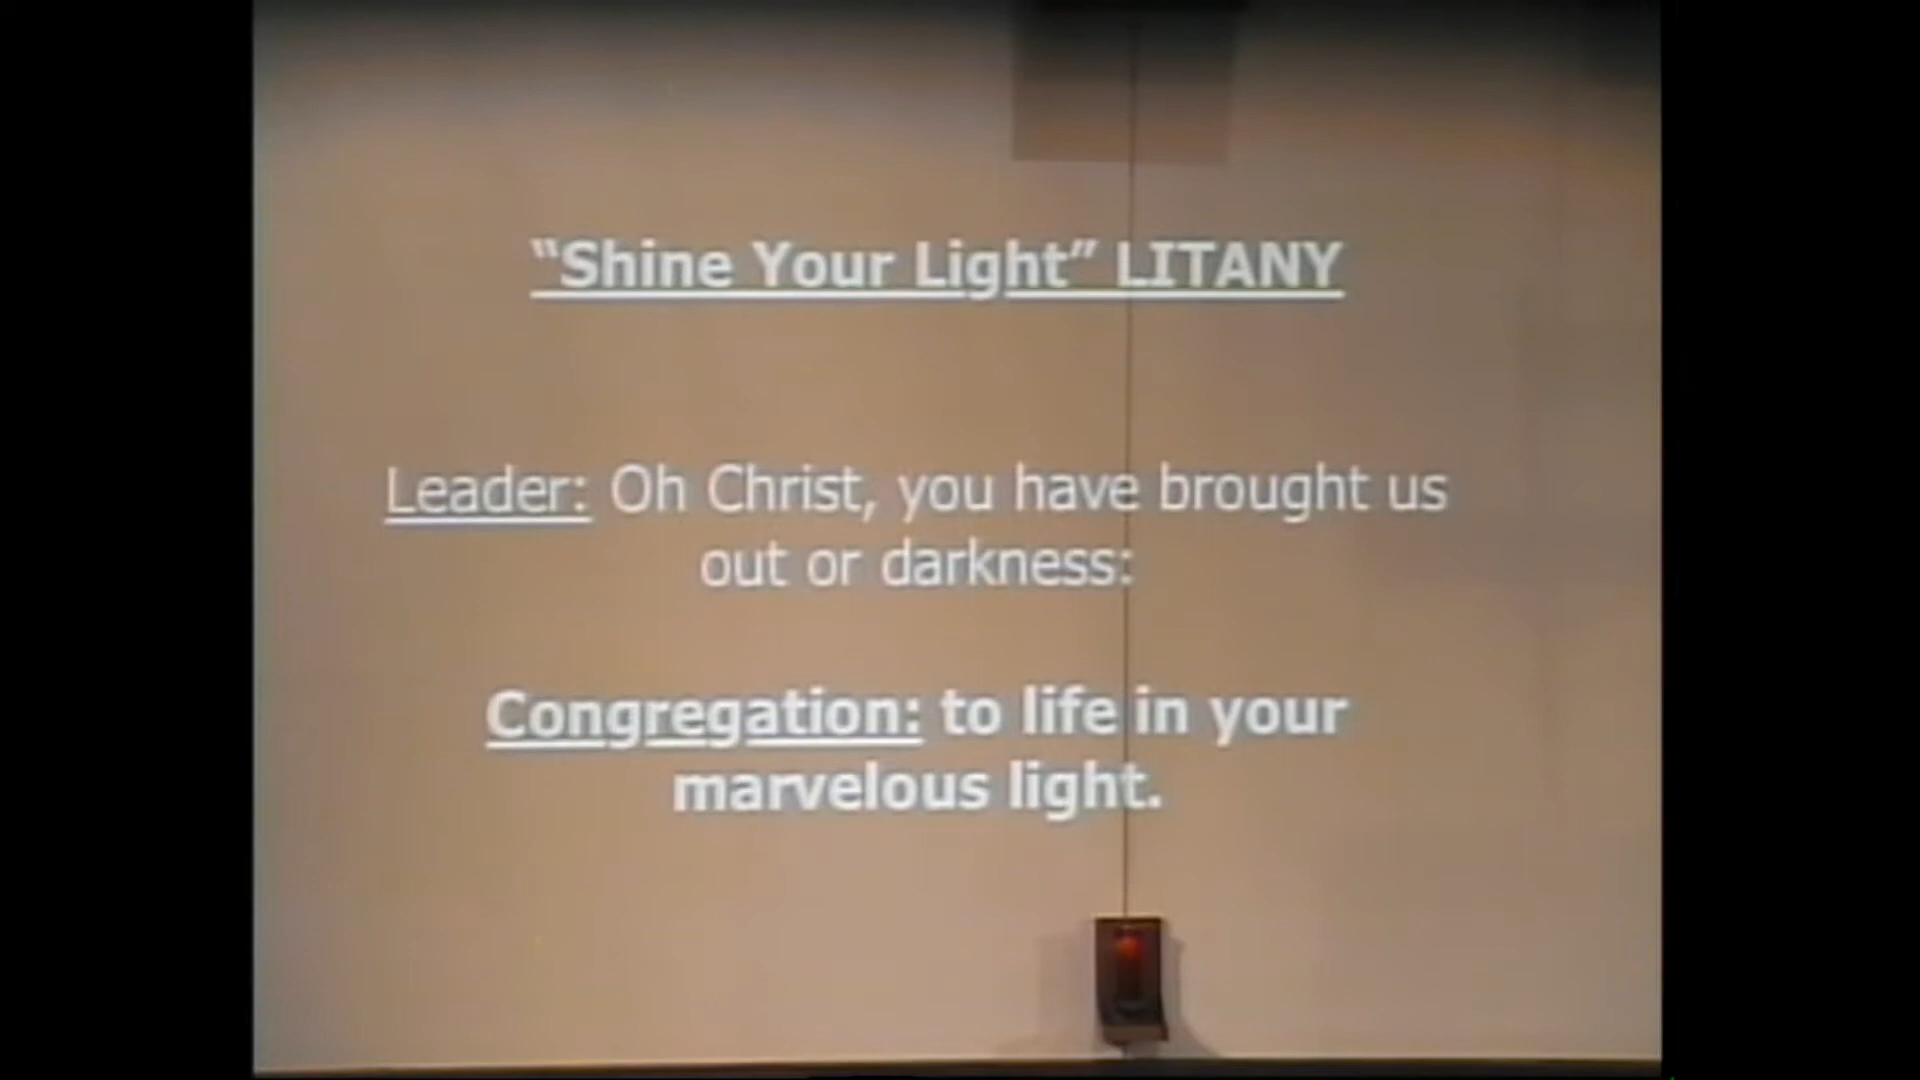 “Shine Your Light” LITANY
Leader: Oh Christ, you have brought us
out or darkness:
Congregation: to life in your
marvelous light.